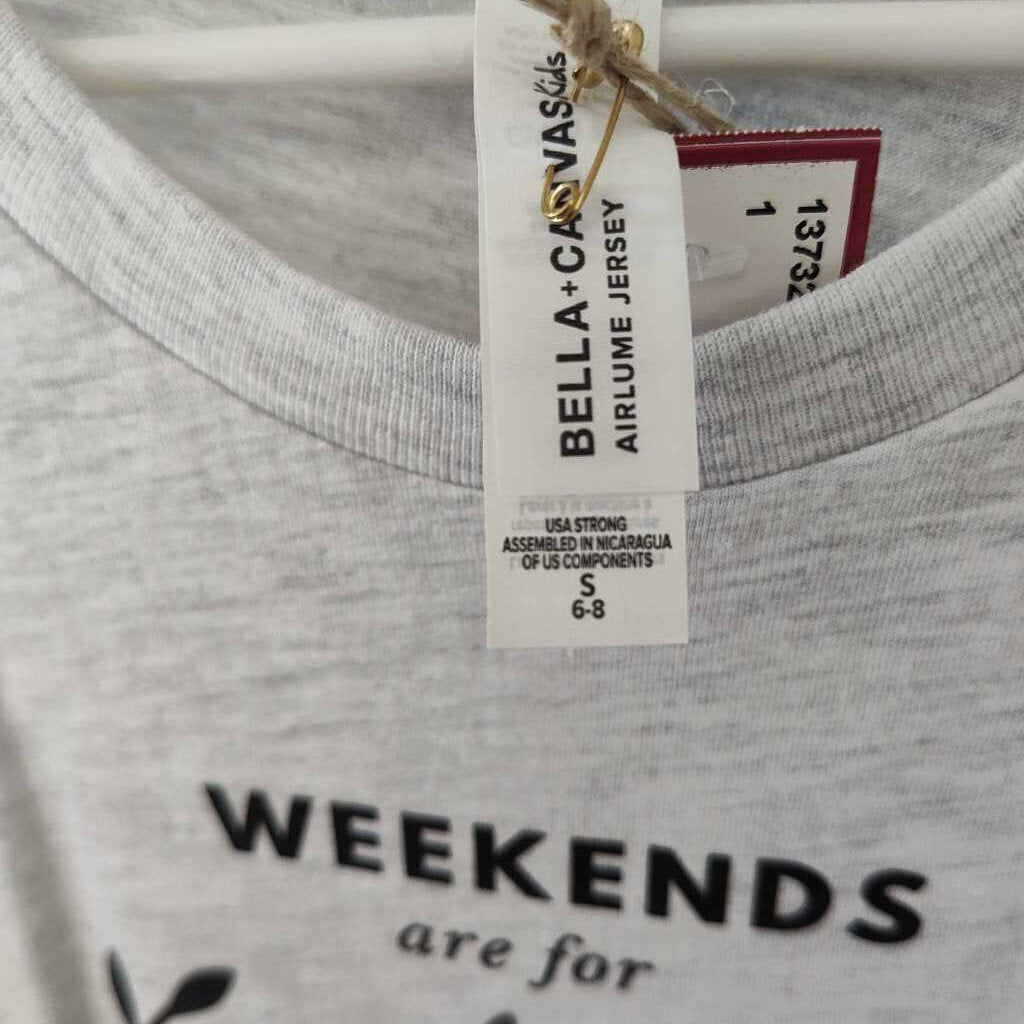 BELLA+CANVAS Kids
AIRLUME JERSEY
1373
1
USA STRONG
ASSEMBLED IN NICARAGUA
OF US COMPONENTS
S
6-8
WEEKENDS
are for